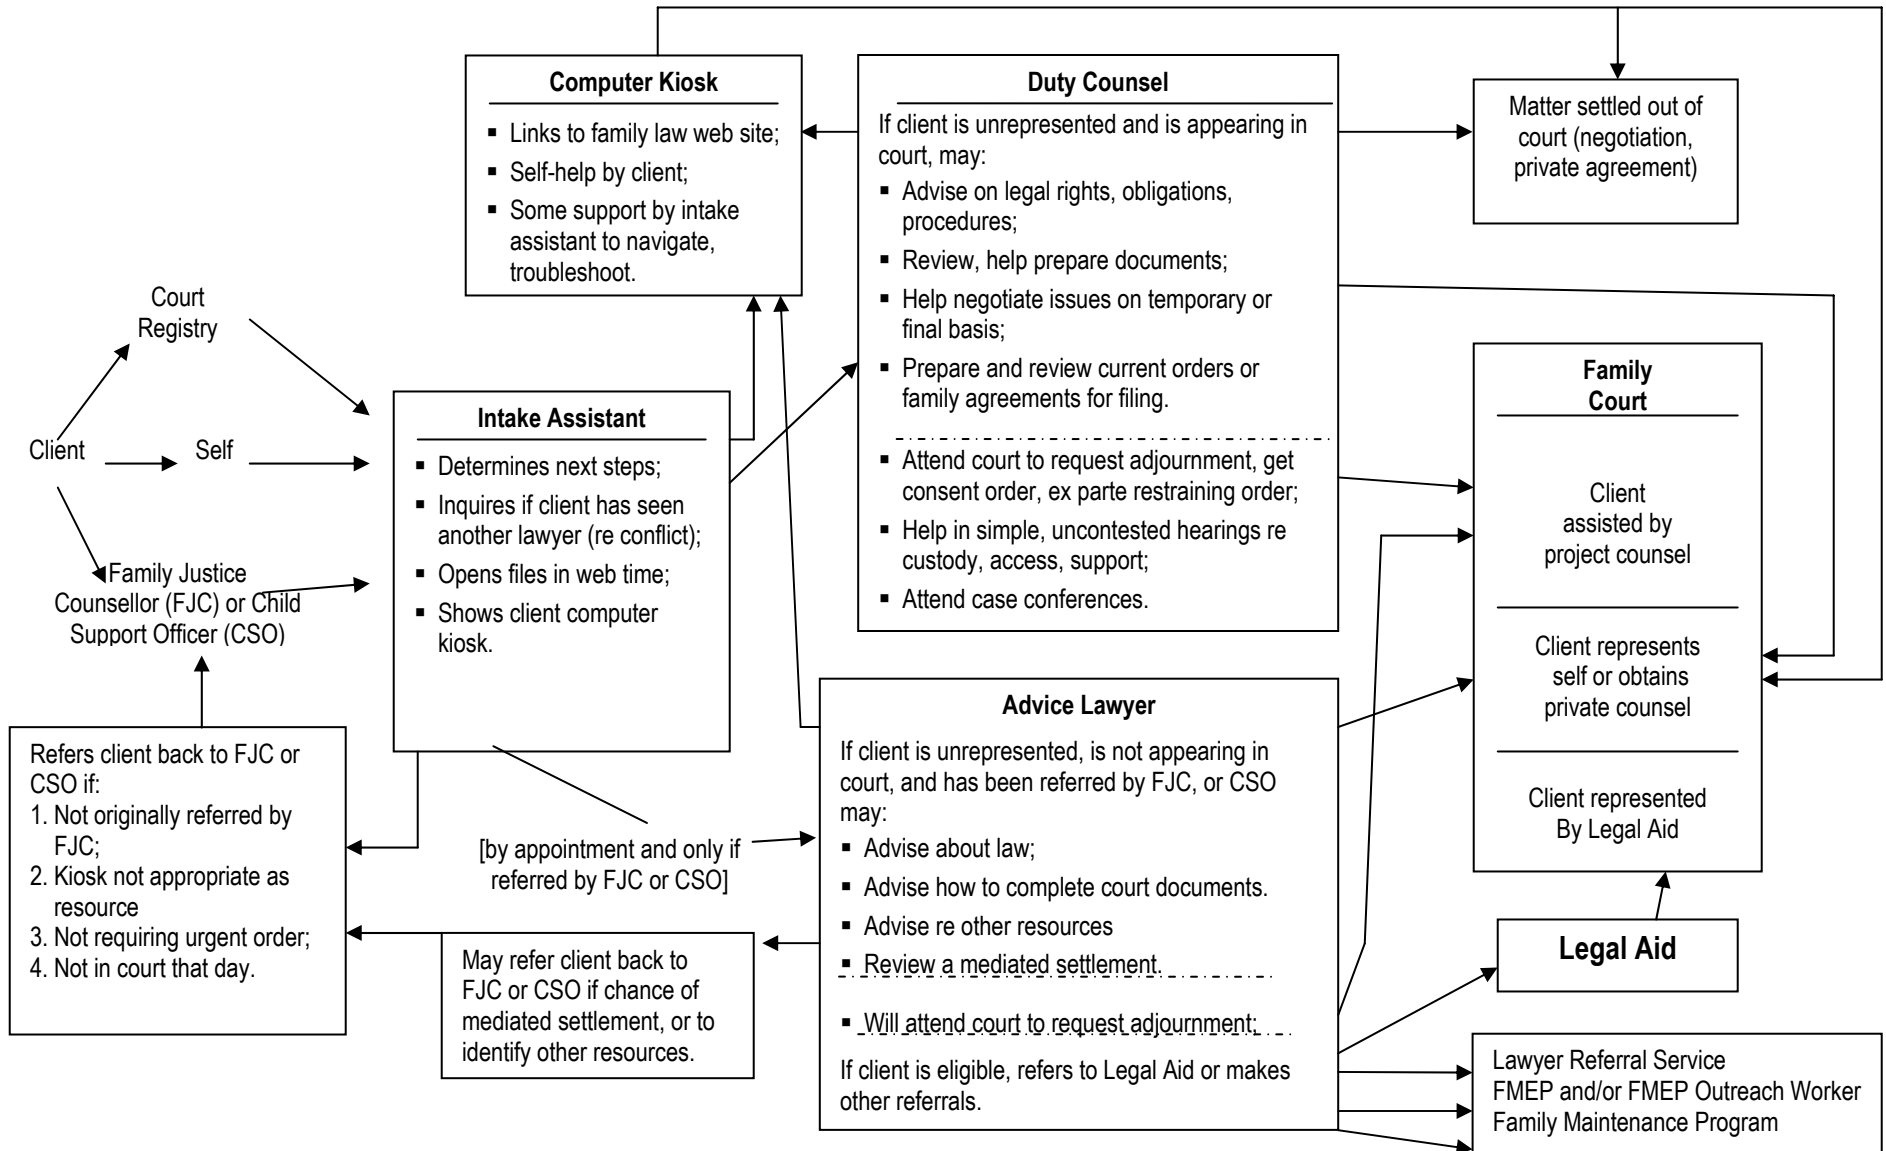 Computer Kiosk
▪ Links to family law web site;
▪ Self-help by client;
▪ Some support by intake
assistant to navigate,
troubleshoot.
Duty Counsel
If client is unrepresented and is appearing in
court, may:
▪ Advise on legal rights, obligations,
procedures;
▪ Review, help prepare documents;
▪ Help negotiate issues on temporary or
final basis;
▪ Prepare and review current orders or
family agreements for filing.
▪ Attend court to request adjournment, get
consent order, ex parte restraining order;
▪ Help in simple, uncontested hearings re
custody, access, support;
▪ Attend case conferences.
Matter settled out of
court (negotiation,
private agreement)
Court
Registry
Client
Self
Family Justice
Counsellor (FJC) or Child
Support Officer (CSO)
Intake Assistant
▪ Determines next steps;
▪ Inquires if client has seen
another lawyer (re conflict);
▪ Opens files in web time;
▪ Shows client computer
kiosk.
Family
Court
Client
assisted by
project counsel
Client represents
self or obtains
private counsel
Client represented
By Legal Aid
Refers client back to FJC or
CSO if:
1. Not originally referred by
FJC;
2. Kiosk not appropriate as
resource
3. Not requiring urgent order;
4. Not in court that day.
[by appointment and only if
referred by FJC or CSO]
May refer client back to
FJC or CSO if chance of
mediated settlement, or to
identify other resources.
Advice Lawyer
If client is unrepresented, is not appearing in
court, and has been referred by FJC, or CSO
may:
▪ Advise about law;
▪ Advise how to complete court documents.
▪ Advise re other resources
▪ Review a mediated settlement.
▪ Will attend court to request adjournment;
If client is eligible, refers to Legal Aid or makes
other referrals.
Legal Aid
Lawyer Referral Service
FMEP and/or FMEP Outreach Worker
Family Maintenance Program